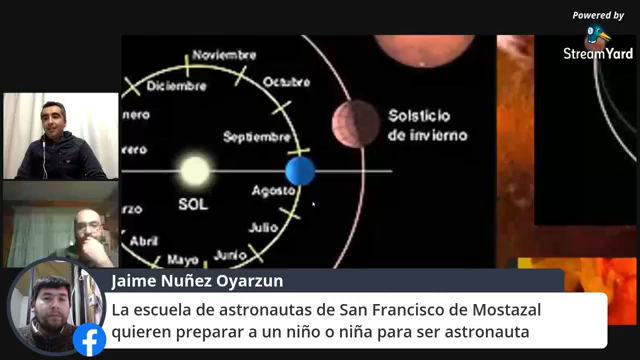 Powered by
StreamYard
Noviembre
Diciembre
Octubre
nero
Solsticio
de invierno
Septiembre
rero
Agosto
SOL
rzo
Julio
Abril
Junio
Mayo
Jaime Nuñez Oyarzun
La escuela de astronautas de San Francisco de Mostazal
quieren preparar a un niño o niña para ser astronauta